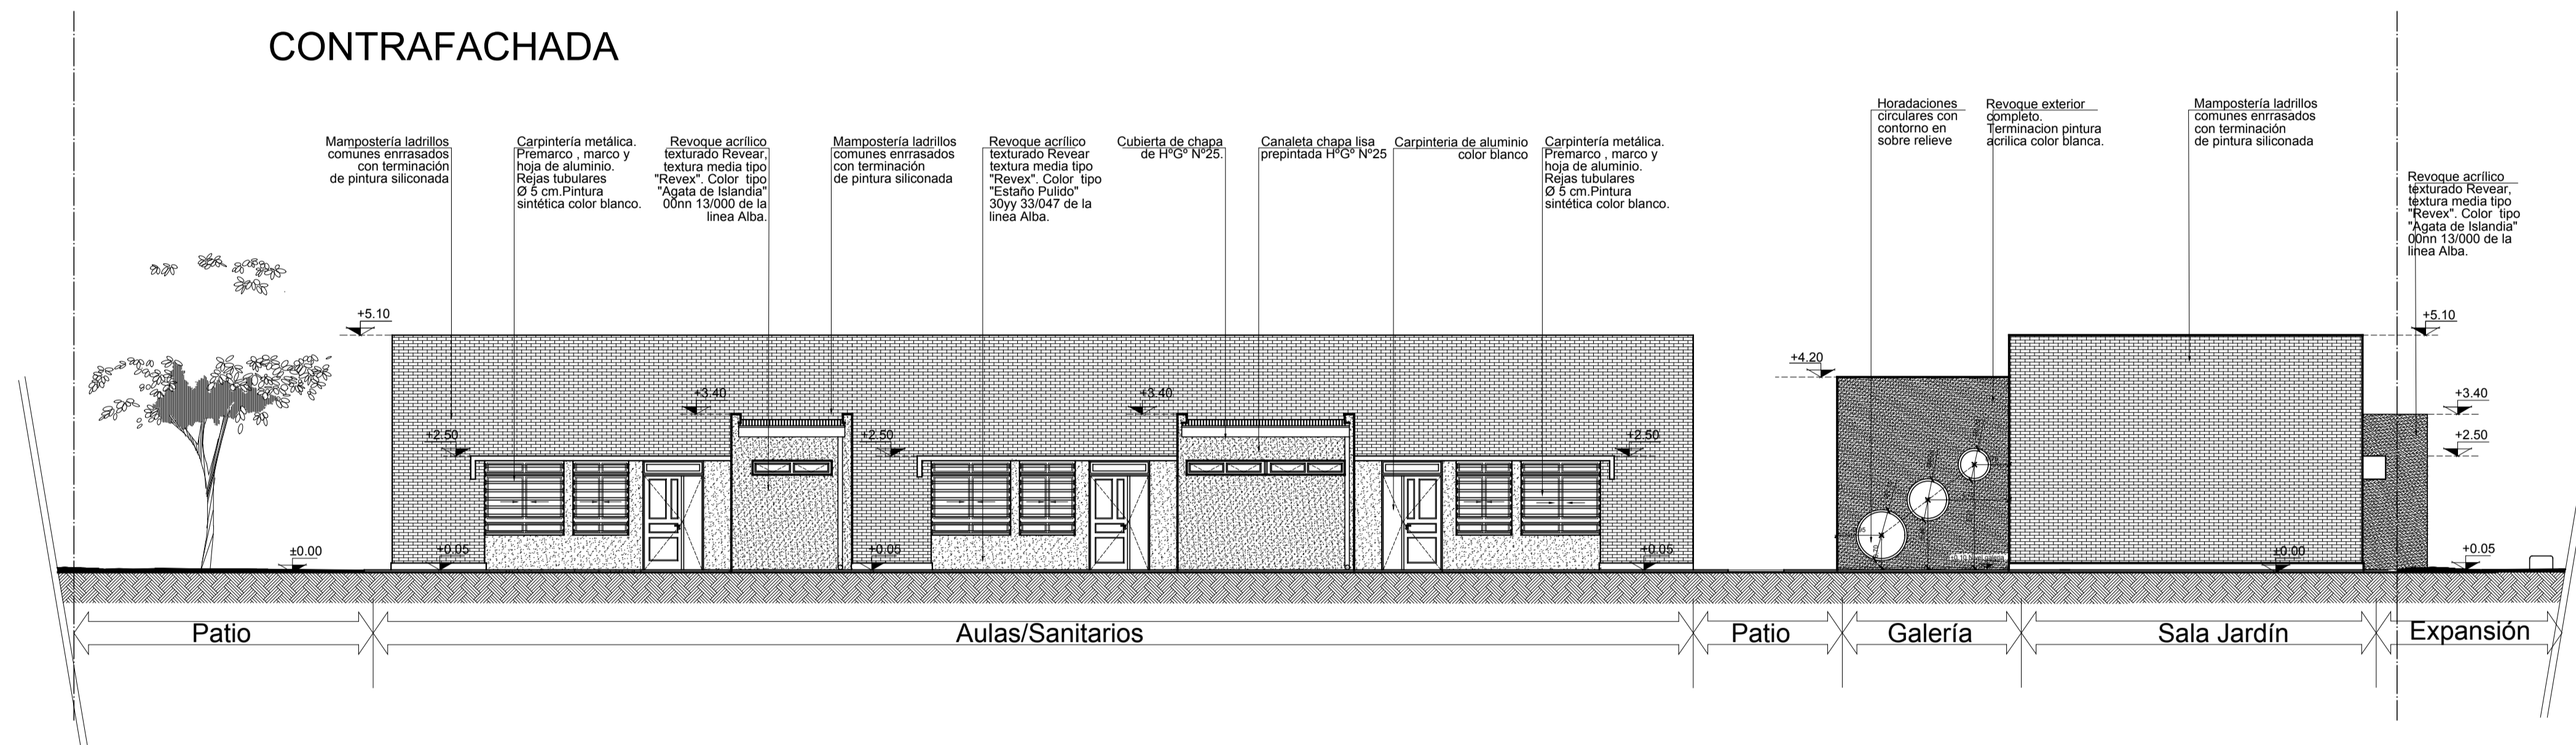 CONTRAFACHADA
Mampostería ladrillos
comunes enrrasados
con terminación
de pintura siliconada
Carpintería metálica.
Premarco , marco y
hoja de aluminio.
Rejas tubulares
Ø 5 cm.Pintura
sintética color blanco.
Revoque acrílico
texturado Revear,
textura media tipo
"Revex". Color tipo
"Agata de Islandia"
00nn 13/000 de la
linea Alba.
Mampostería ladrillos
comunes enrrasados
con terminación
de pintura siliconada
Revoque acrílico
texturado Revear
textura media tipo
"Revex". Color tipo
"Estaño Pulido"
30yy 33/047 de la
linea Alba.
Cubierta de chapa
de HºGº Nº25.
Canaleta chapa lisa
prepintada HºGº Nº25
Carpinteria de aluminio
color blanco
Carpintería metálica.
Premarco , marco y
hoja de aluminio.
Rejas tubulares
Ø 5 cm.Pintura
sintética color blanco.
Horadaciones
circulares con
contorno en
sobre relieve
Revoque exterior
completo.
Terminacion pintura
acrilica color blanca.
Mampostería ladrillos
comunes enrrasados
con terminación
de pintura siliconada
Revoque acrílico
texturado Revear,
textura media tipo
"Revex". Color tipo
"Agata de Islandia"
00nn 13/000 de la
linea Alba.
+5.10
+5.10
+4.20
+3.40
+3.40
+3.40
+2.50
+2.50
+2.50
+2.50
±0.00
+0.05
+0.05
+0.05
±0.00
+0.05
Patio
Aulas/Sanitarios
Patio
Galería
Sala Jardín
Expansión